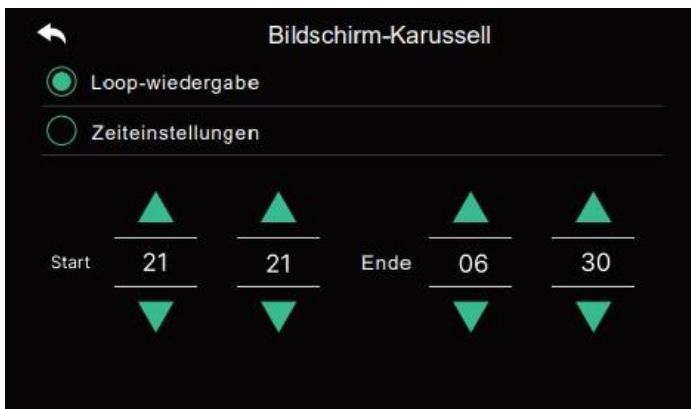 Bildschirm-Karussell
Loop-wiedergabe
Zeiteinstellungen
Start 21 21 Ende 06 30